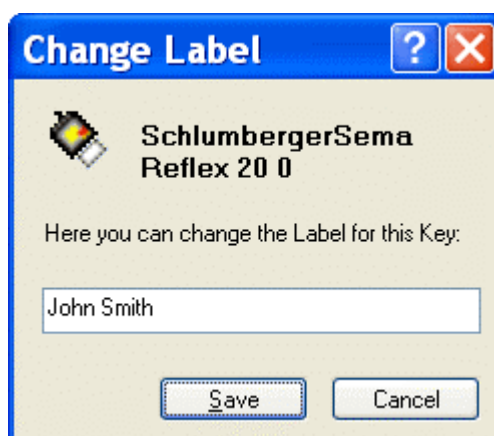 Change Label
?
SchlumbergerSema
Reflex 20 0
Here you can change the Label for this Key:
John Smith
Save
Cancel